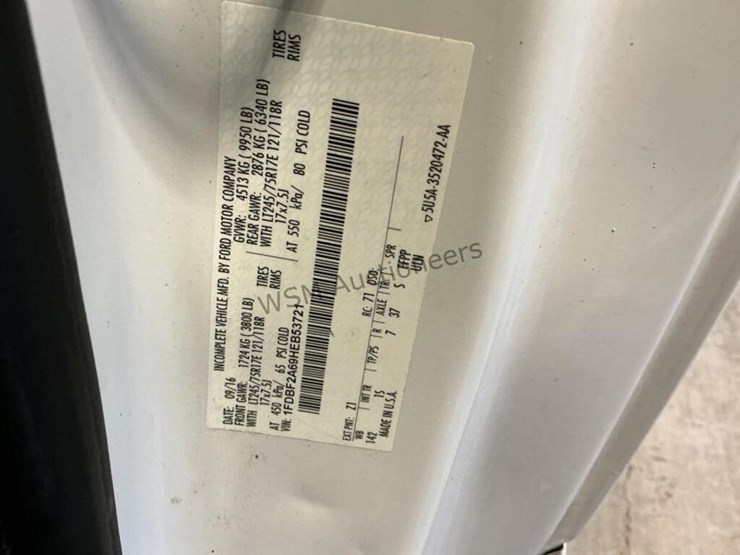 INCOMPLETE VEHICLE MFD. BY FORD MOTOR COMPANY
DATE: 09/16 GVWR: 4513 KG ( 9950 LB)
FRONT GAWR: 1724 KG ( 3800 LB) REAR GAWR: 2876 KG ( 6340 LB)
WITH LT245/75R17E 121/118R TIRES WITH LT245/75R17E 121/118R TIRES
17x7.5J RIMS 17x7.5J RIMS
AT 450 kPa/ 65 PSI COLD AT 550 kPa/ 80 PSI COLD
VIN: 1FDBF2A69HEB53721
EXT PNT: Z1 RC: 71 DSO:
WB INT TR TP/PS R AXLE TR SPR
142 15 7 37 5 FFPP
MADE IN U.S.A. UUN
▽5U5A-3520472-AA
WSM Auctioneers